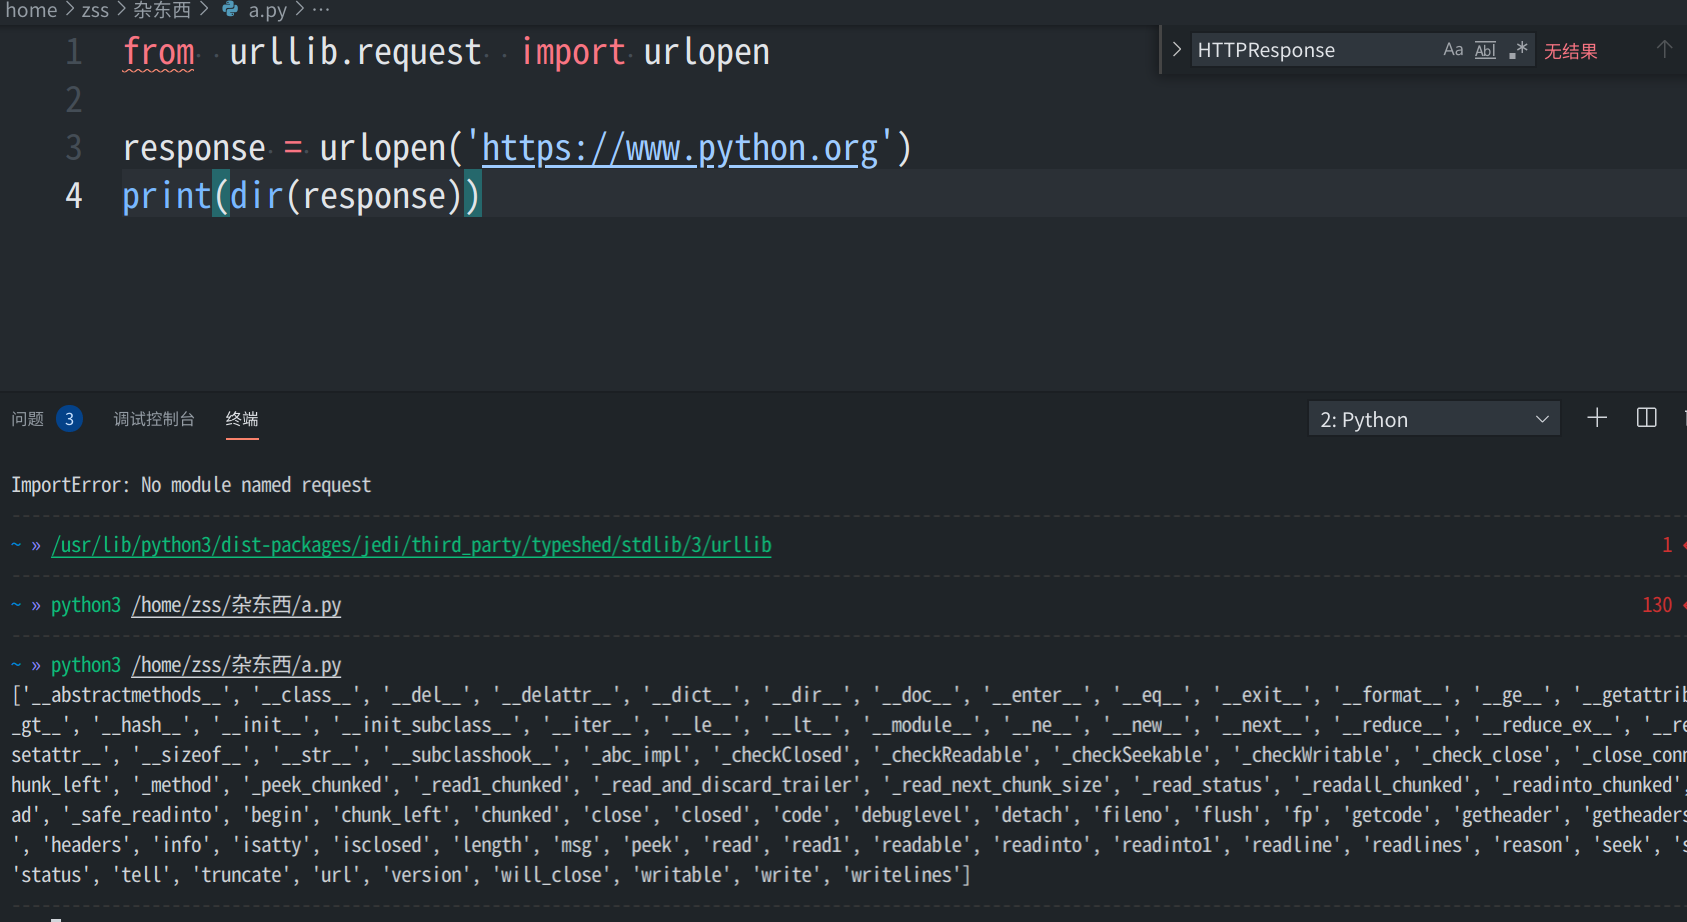 home > zss > 杂东西 > a.py > ...
1 from urllib.request import urlopen
HTTPResponse Aa Abl .* 无结果
2
3 response = urlopen('https://www.python.org')
4 print(dir(response))
问题 3 调试控制台 终端
2: Python
ImportError: No module named request
~ » /usr/lib/python3/dist-packages/jedi/third_party/typeshed/stdlib/3/urllib 1
~ » python3 /home/zss/杂东西/a.py 130
~ » python3 /home/zss/杂东西/a.py
['__abstractmethods__', '__class__', '__del__', '__delattr__', '__dict__', '__dir__', '__doc__', '__enter__', '__eq__', '__exit__', '__format__', '__ge__', '__getattrib
_gt__', '__hash__', '__init__', '__init_subclass__', '__iter__', '__le__', '__lt__', '__module__', '__ne__', '__new__', '__next__', '__reduce__', '__reduce_ex__', '__re
setattr__', '__sizeof__', '__str__', '__subclasshook__', '_abc_impl', '_checkClosed', '_checkReadable', '_checkSeekable', '_checkWritable', '_check_close', '_close_conn
hunk_left', '_method', '_peek_chunked', '_read1_chunked', '_read_and_discard_trailer', '_read_next_chunk_size', '_read_status', '_readall_chunked', '_readinto_chunked',
ad', '_safe_readinto', 'begin', 'chunk_left', 'chunked', 'close', 'closed', 'code', 'debuglevel', 'detach', 'fileno', 'flush', 'fp', 'getcode', 'getheader', 'getheaders
', 'headers', 'info', 'isatty', 'isclosed', 'length', 'msg', 'peek', 'read', 'read1', 'readable', 'readinto', 'readinto1', 'readline', 'readlines', 'reason', 'seek', 's
'status', 'tell', 'truncate', 'url', 'version', 'will_close', 'writable', 'write', 'writelines']